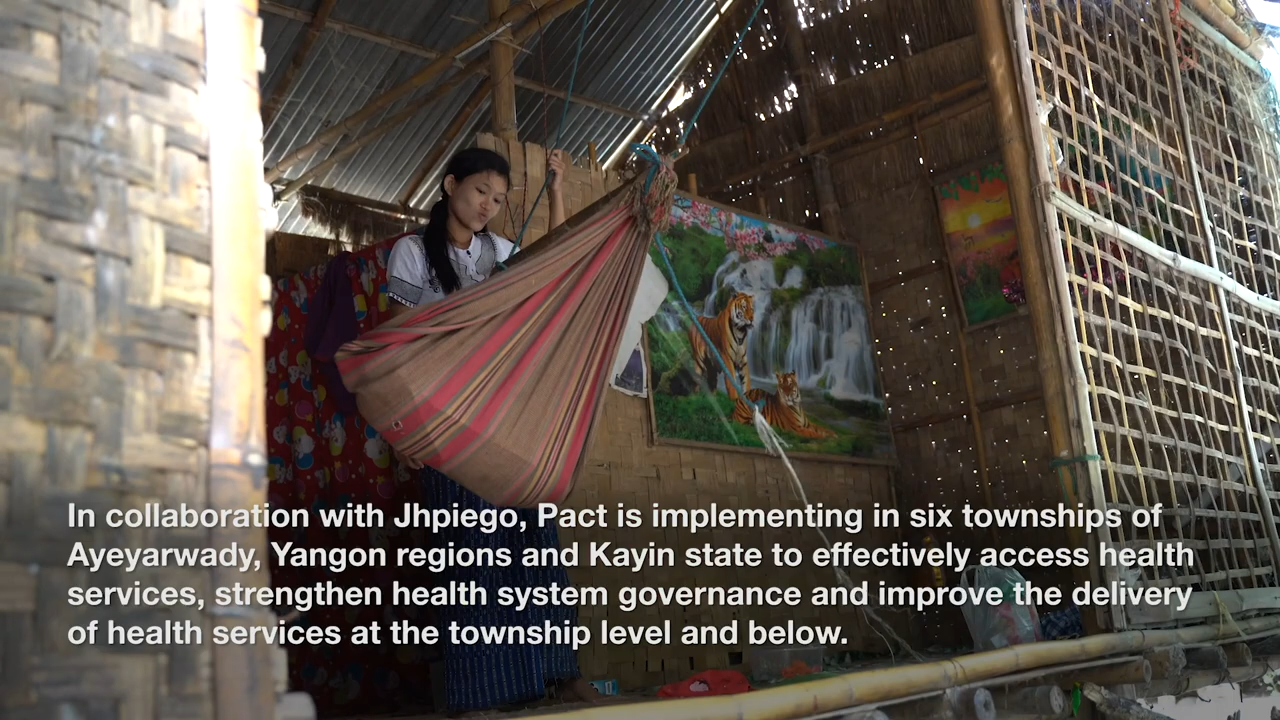 In collaboration with Jhpiego, Pact is implementing in six townships of
Ayeyarwady, Yangon regions and Kayin state to effectively access health
services, strengthen health system governance and improve the delivery
of health services at the township level and below.